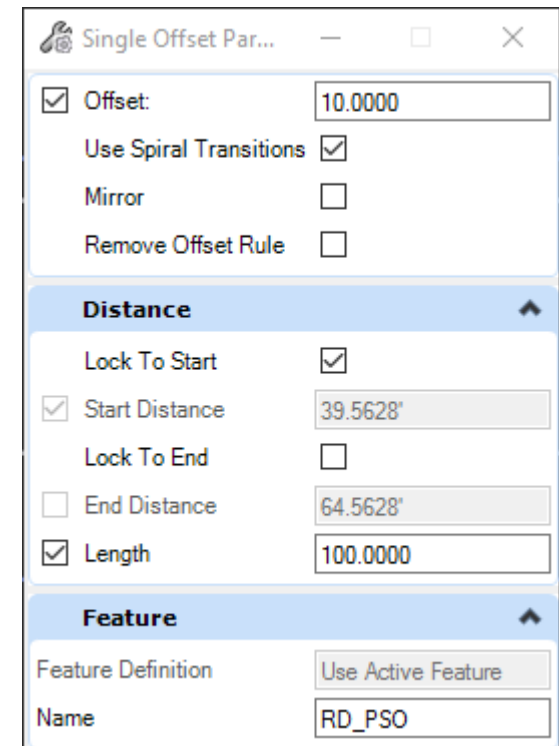 Single Offset Par...
Offset: 10.0000
Use Spiral Transitions
Mirror
Remove Offset Rule
Distance
Lock To Start
Start Distance 39.5628'
Lock To End
End Distance 64.5628'
Length 100.0000
Feature
Feature Definition Use Active Feature
Name RD_PSO